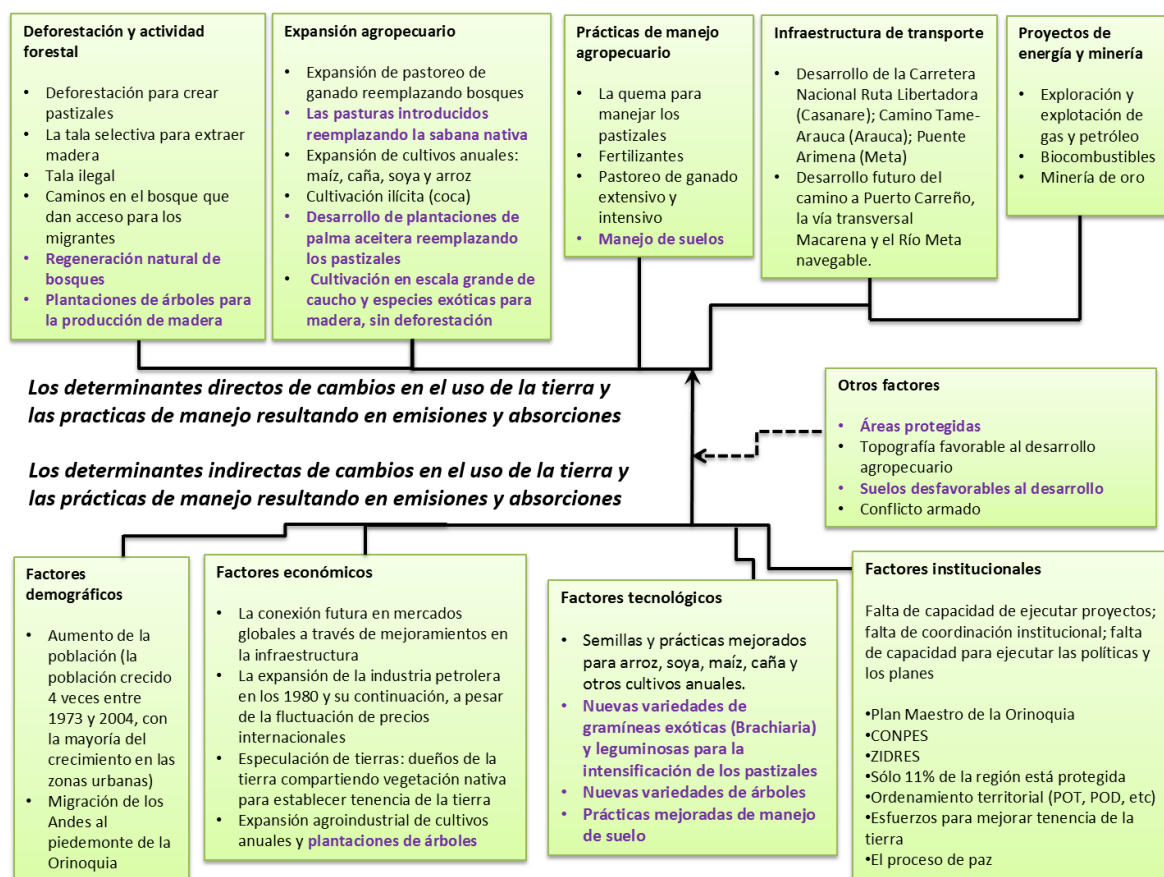 Deforestación y actividad
forestal
• Deforestación para crear
pastizales
• La tala selectiva para extraer
madera
• Tala ilegal
• Caminos en el bosque que
dan acceso para los
migrantes
• Regeneración natural de
bosques
• Plantaciones de árboles para
la producción de madera
Expansión agropecuario
• Expansión de pastoreo de
ganado reemplazando bosques
• Las pasturas introducidos
reemplazando la sabana nativa
• Expansión de cultivos anuales:
maíz, caña, soya y arroz
• Cultivación ilícita (coca)
• Desarrollo de plantaciones de
palma aceitera reemplazando
los pastizales
• Cultivación en escala grande de
caucho y especies exóticas para
madera, sin deforestación
Prácticas de manejo
agropecuario
• La quema para
manejar los
pastizales
• Fertilizantes
• Pastoreo de ganado
extensivo y
intensivo
• Manejo de suelos
Infraestructura de transporte
• Desarrollo de la Carretera
Nacional Ruta Libertadora
(Casanare); Camino Tame-
Arauca (Arauca); Puente
Arimena (Meta)
• Desarrollo futuro del
camino a Puerto Carreño,
la vía transversal
Macarena y el Río Meta
navegable.
Proyectos de
energía y minería
• Exploración y
explotación de
gas y petróleo
• Biocombustibles
• Minería de oro
Los determinantes directos de cambios en el uso de la tierra y
las practicas de manejo resultando en emisiones y absorciones
Otros factores
• Áreas protegidas
• Topografía favorable al desarrollo
agropecuario
• Suelos desfavorables al desarrollo
• Conflicto armado
Los determinantes indirectas de cambios en el uso de la tierra y
las prácticas de manejo resultando en emisiones y absorciones
Factores
demográficos
• Aumento de la
población (la
población crecido
4 veces entre
1973 y 2004, con
la mayoría del
crecimiento en las
zonas urbanas)
• Migración de los
Andes al
piedemonte de la
Orinoquia
Factores económicos
• La conexión futura en mercados
globales a través de mejoramientos en
la infraestructura
• La expansión de la industria petrolera
en los 1980 y su continuación, a pesar
de la fluctuación de precios
internacionales
• Especulación de tierras: dueños de la
tierra compartiendo vegetación nativa
para establecer tenencia de la tierra
• Expansión agroindustrial de cultivos
anuales y plantaciones de árboles
Factores tecnológicos
• Semillas y prácticas mejorados
para arroz, soya, maíz, caña y
otros cultivos anuales.
• Nuevas variedades de
gramíneas exóticas (Brachiaria)
y leguminosas para la
intensificación de los pastizales
• Nuevas variedades de árboles
• Prácticas mejoradas de manejo
de suelo
Factores institucionales
Falta de capacidad de ejecutar proyectos;
falta de coordinación institucional; falta
de capacidad para ejecutar las políticas y
los planes
•Plan Maestro de la Orinoquia
•CONPES
•ZIDRES
•Sólo 11% de la región está protegida
•Ordenamiento territorial (POT, POD, etc)
•Esfuerzos para mejorar tenencia de la
tierra
•El proceso de paz